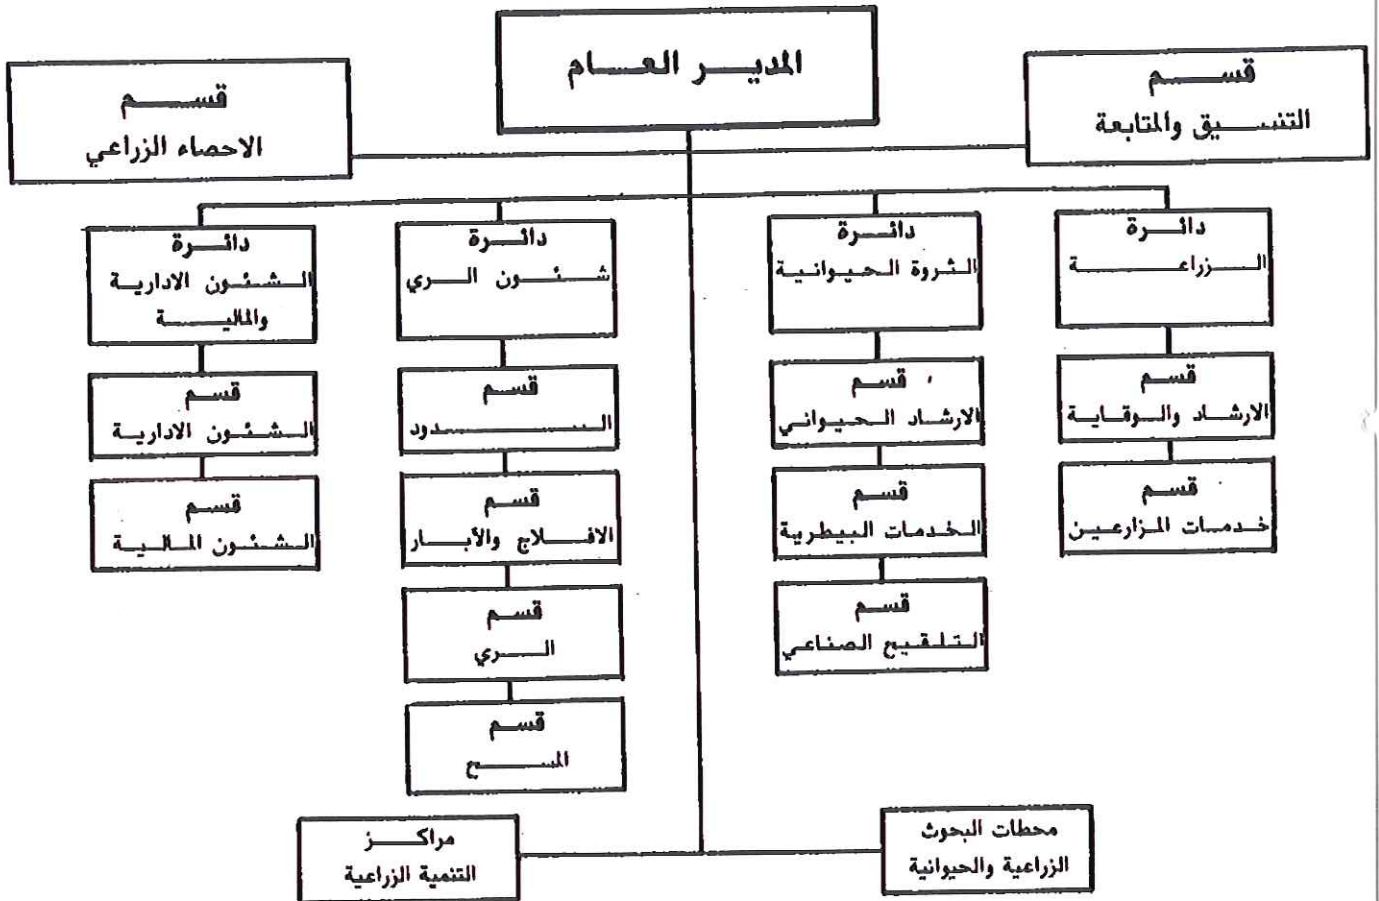 المدير العام
قسم
التنسيق والمتابعة
قسم
الاحصاء الزراعي
دائرة
الزراعة
قسم
الارشاد والوقاية
قسم
خدمات المزارعين
دائرة
الثروة الحيوانية
قسم
الارشاد الحيواني
قسم
الخدمات البيطرية
قسم
التلقيح الصناعي
دائرة
شئون الري
قسم
السدود
قسم
الافلاج والأبار
قسم
الري
قسم
المسح
دائرة
الشئون الادارية
والمالية
قسم
الشئون الادارية
قسم
الشئون المالية
محطات البحوث
الزراعية والحيوانية
مراكز
التنمية الزراعية